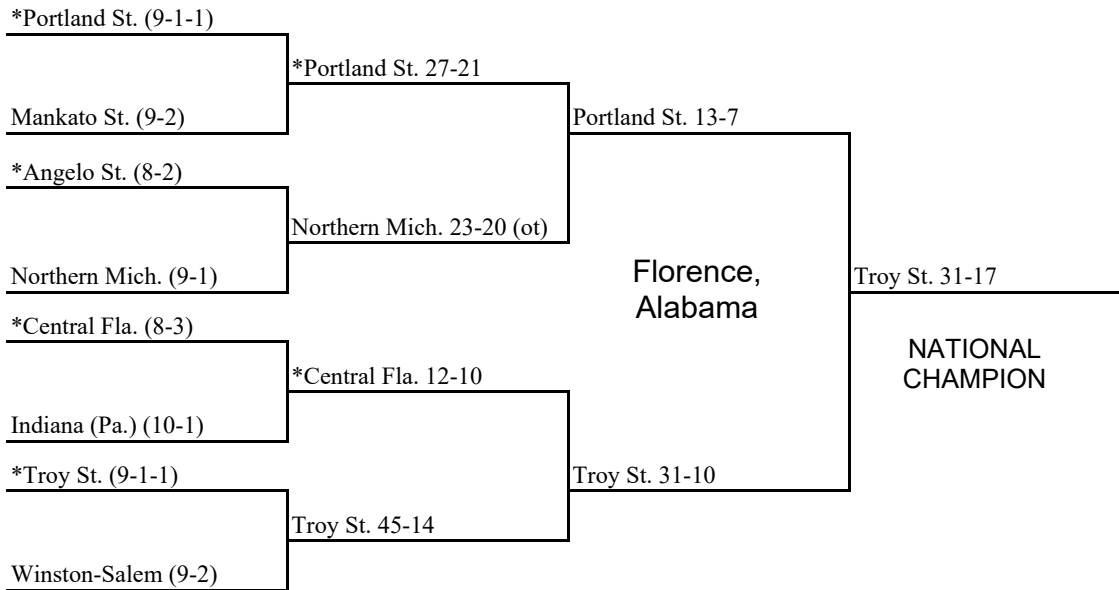 *Portland St. (9-1-1)
*Portland St. 27-21
Mankato St. (9-2)
Portland St. 13-7
*Angelo St. (8-2)
Northern Mich. 23-20 (ot)
Northern Mich. (9-1)
Florence,
Alabama
Troy St. 31-17
*Central Fla. (8-3)
NATIONAL
CHAMPION
*Central Fla. 12-10
Indiana (Pa.) (10-1)
*Troy St. (9-1-1)
Troy St. 31-10
Troy St. 45-14
Winston-Salem (9-2)